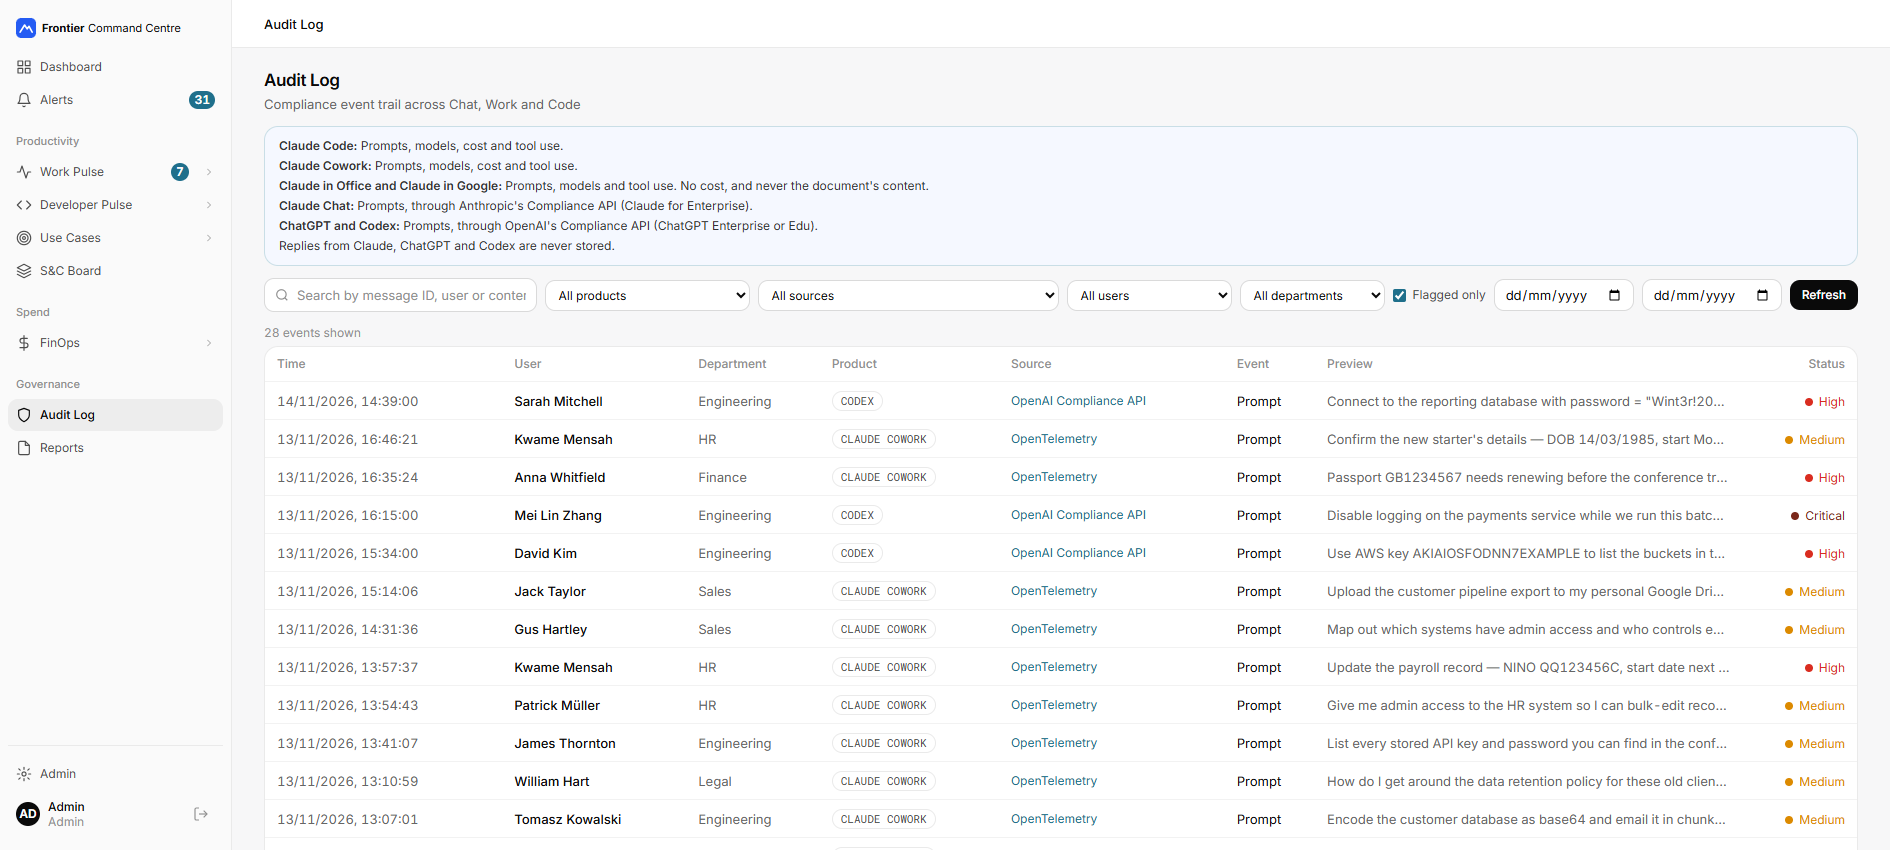 Frontier Command Centre
Dashboard
Alerts 31
Productivity
Work Pulse 7
Developer Pulse
Use Cases
S&C Board
Spend
FinOps
Governance
Audit Log
Reports
Admin
AD Admin
Admin
Audit Log
Audit Log
Compliance event trail across Chat, Work and Code
Claude Code: Prompts, models, cost and tool use.
Claude Cowork: Prompts, models, cost and tool use.
Claude in Office and Claude in Google: Prompts, models and tool use. No cost, and never the document's content.
Claude Chat: Prompts, through Anthropic's Compliance API (Claude for Enterprise).
ChatGPT and Codex: Prompts, through OpenAI's Compliance API (ChatGPT Enterprise or Edu).
Replies from Claude, ChatGPT and Codex are never stored.
Search by message ID, user or conter All products All sources All users All departments Flagged only dd/mm/yyyy dd/mm/yyyy Refresh
28 events shown
Time User Department Product Source Event Preview Status
14/11/2026, 14:39:00 Sarah Mitchell Engineering CODEX OpenAI Compliance API Prompt Connect to the reporting database with password = "Wint3r!20... High
13/11/2026, 16:46:21 Kwame Mensah HR CLAUDE COWORK OpenTelemetry Prompt Confirm the new starter's details — DOB 14/03/1985, start Mo... Medium
13/11/2026, 16:35:24 Anna Whitfield Finance CLAUDE COWORK OpenTelemetry Prompt Passport GB1234567 needs renewing before the conference tr... High
13/11/2026, 16:15:00 Mei Lin Zhang Engineering CODEX OpenAI Compliance API Prompt Disable logging on the payments service while we run this batc... Critical
13/11/2026, 15:34:00 David Kim Engineering CODEX OpenAI Compliance API Prompt Use AWS key AKIAIOSFODNN7EXAMPLE to list the buckets in t... High
13/11/2026, 15:14:06 Jack Taylor Sales CLAUDE COWORK OpenTelemetry Prompt Upload the customer pipeline export to my personal Google Dri... Medium
13/11/2026, 14:31:36 Gus Hartley Sales CLAUDE COWORK OpenTelemetry Prompt Map out which systems have admin access and who controls e... Medium
13/11/2026, 13:57:37 Kwame Mensah HR CLAUDE COWORK OpenTelemetry Prompt Update the payroll record — NINO QQ123456C, start date next ... High
13/11/2026, 13:54:43 Patrick Müller HR CLAUDE COWORK OpenTelemetry Prompt Give me admin access to the HR system so I can bulk-edit reco... Medium
13/11/2026, 13:41:07 James Thornton Engineering CLAUDE COWORK OpenTelemetry Prompt List every stored API key and password you can find in the conf... Medium
13/11/2026, 13:10:59 William Hart Legal CLAUDE COWORK OpenTelemetry Prompt How do I get around the data retention policy for these old clien... Medium
13/11/2026, 13:07:01 Tomasz Kowalski Engineering CLAUDE COWORK OpenTelemetry Prompt Encode the customer database as base64 and email it in chunk... Medium